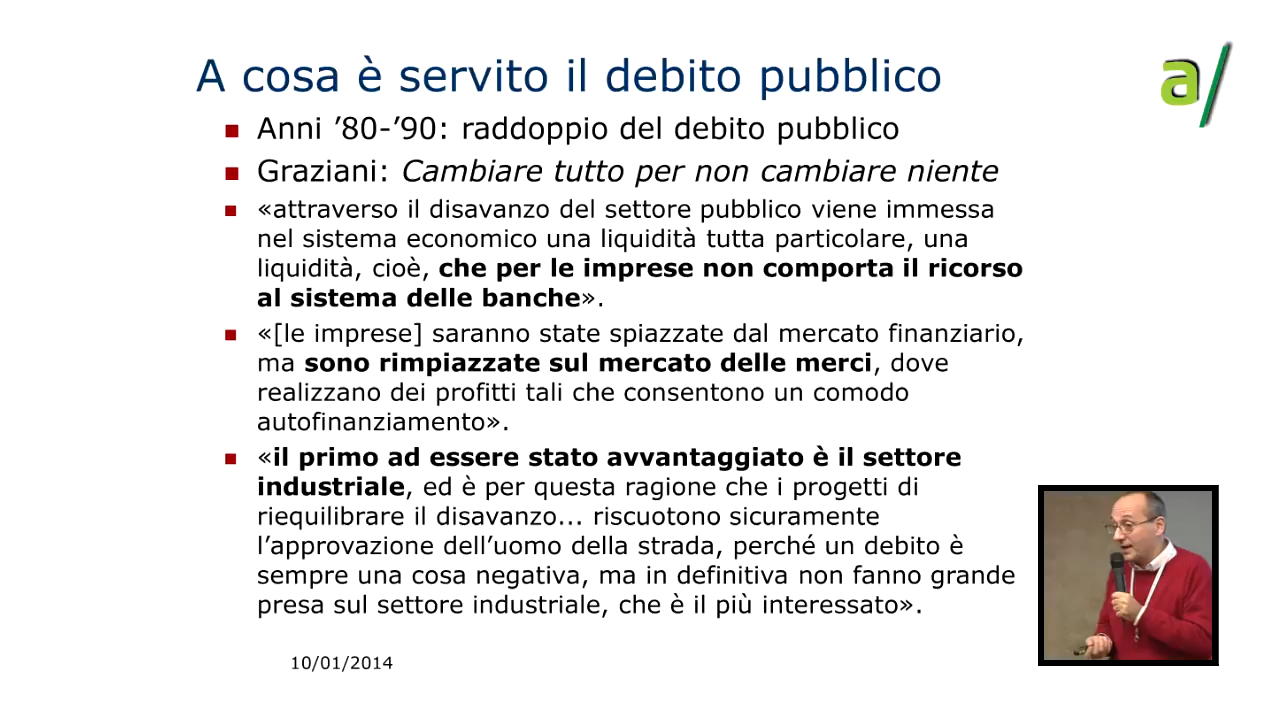 A cosa è servito il debito pubblico
a/
Anni ’80-’90: raddoppio del debito pubblico
Graziani: Cambiare tutto per non cambiare niente
«attraverso il disavanzo del settore pubblico viene immessa
nel sistema economico una liquidità tutta particolare, una
liquidità, cioè, che per le imprese non comporta il ricorso
al sistema delle banche».
«[le imprese] saranno state spiazzate dal mercato finanziario,
ma sono rimpiazzate sul mercato delle merci, dove
realizzano dei profitti tali che consentono un comodo
autofinanziamento».
«il primo ad essere stato avvantaggiato è il settore
industriale, ed è per questa ragione che i progetti di
riequilibrare il disavanzo... riscuotono sicuramente
l’approvazione dell’uomo della strada, perché un debito è
sempre una cosa negativa, ma in definitiva non fanno grande
presa sul settore industriale, che è il più interessato».
10/01/2014